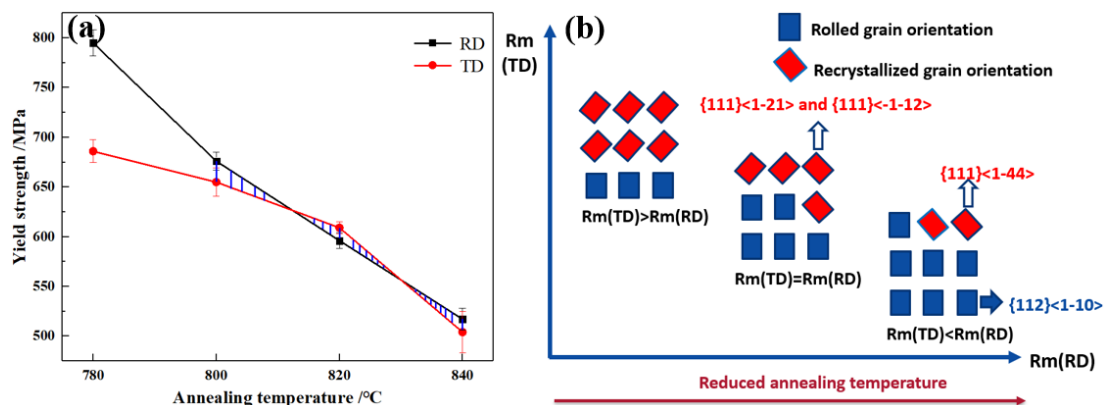 (a)
RD
TD
800
750
700
650
600
550
500
Yield strength /MPa
780
800
820
840
Annealing temperature /°C
(b)
Rm
(TD)
Rolled grain orientation
Recrystallized grain orientation
{111}<1-21> and {111}<-1-12>
{111}<1-44>
Rm(TD)>Rm(RD)
Rm(TD)=Rm(RD)
{112}<1-10>
Rm(TD)<Rm(RD)
Rm(RD)
Reduced annealing temperature